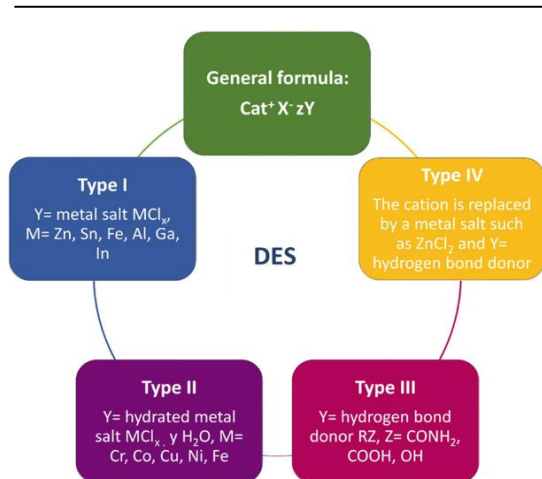 General formula:
Cat⁺ X⁻ zY
Type I
Y= metal salt MClₓ,
M= Zn, Sn, Fe, Al, Ga,
In
Type IV
The cation is replaced
by a metal salt such
as ZnCl₂ and Y=
hydrogen bond donor
DES
Type II
Y= hydrated metal
salt MClₓ . y H₂O, M=
Cr, Co, Cu, Ni, Fe
Type III
Y= hydrogen bond
donor RZ, Z= CONH₂,
COOH, OH